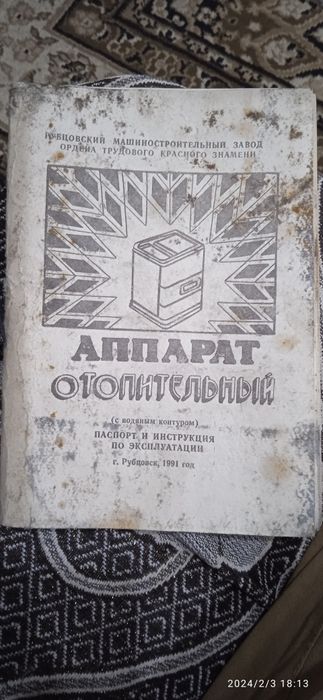 РУБЦОВСКИЙ МАШИНОСТРОИТЕЛЬНЫЙ ЗАВОД
ОРДЕНА ТРУДОВОГО КРАСНОГО ЗНАМЕНИ
АППАРАТ
ОТОПИТЕЛЬНЫЙ
(с водяным контуром)
ПАСПОРТ И ИНСТРУКЦИЯ
ПО ЭКСПЛУАТАЦИИ
г. Рубцовск, 1991 год
2024/2/3 18:13